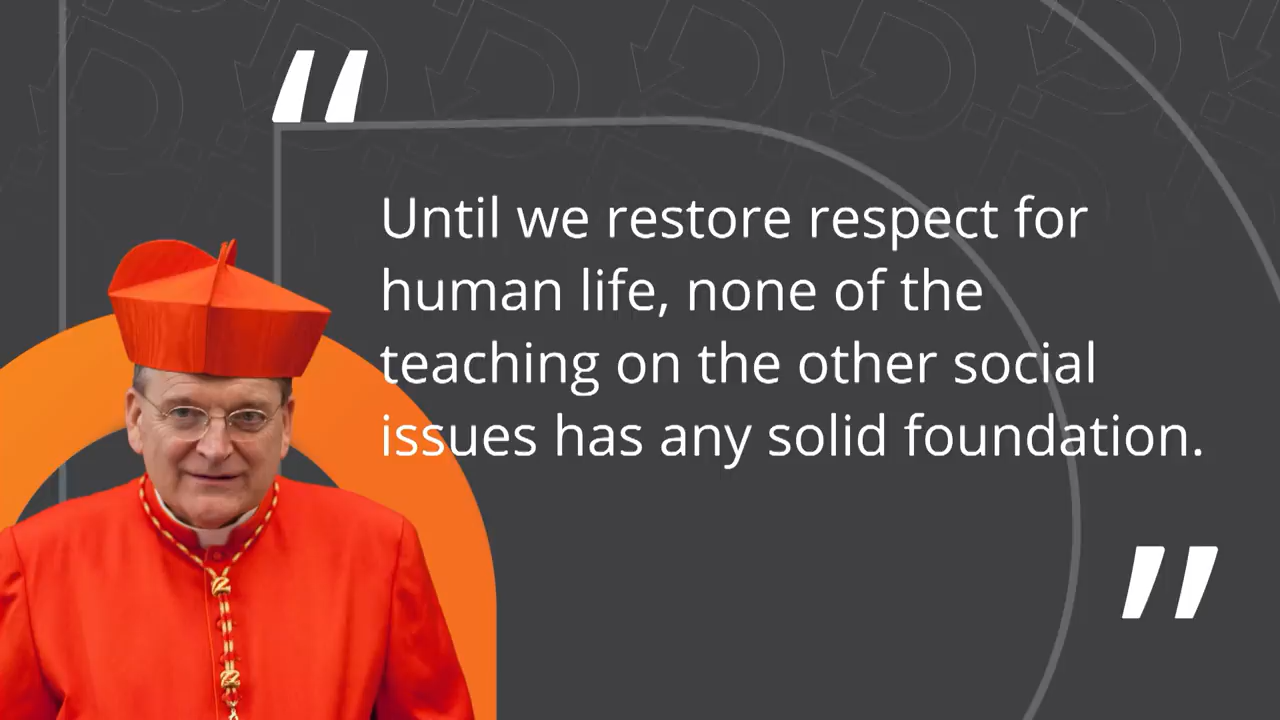 “
Until we restore respect for
human life, none of the
teaching on the other social
issues has any solid foundation.
”